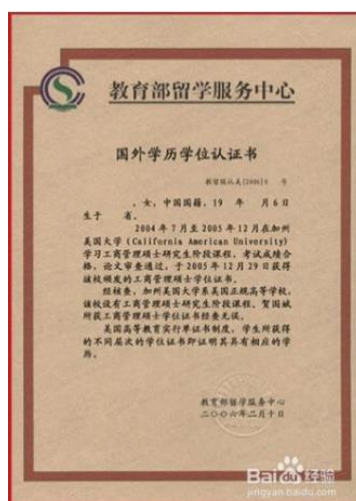 教育部留学服务中心
国外学历学位认证书
教留服认美[2006]0 号
，女，中国国籍，19 年 月6日
生于 省。
2004年7月至2005年12月在加州
美国大学(California American University)
学习工商管理硕士研究生阶段课程，考试成绩合
格，论文审查通过，于2005年12月29日获得
该校颁发的工商管理硕士学位证书。
经核查，加州美国大学系美国正规高等学校，
该校设有工商管理硕士研究生阶段课程。贺国斌
所获工商管理硕士学位证书经查无误。
美国高等教育实行单证书制度，学生所获得
的不同层次的学位证书即证明其具有相应的学
历。
教育部留学服务中心
二〇〇六年二月十日
Baidu经验
jingyan.baidu.com